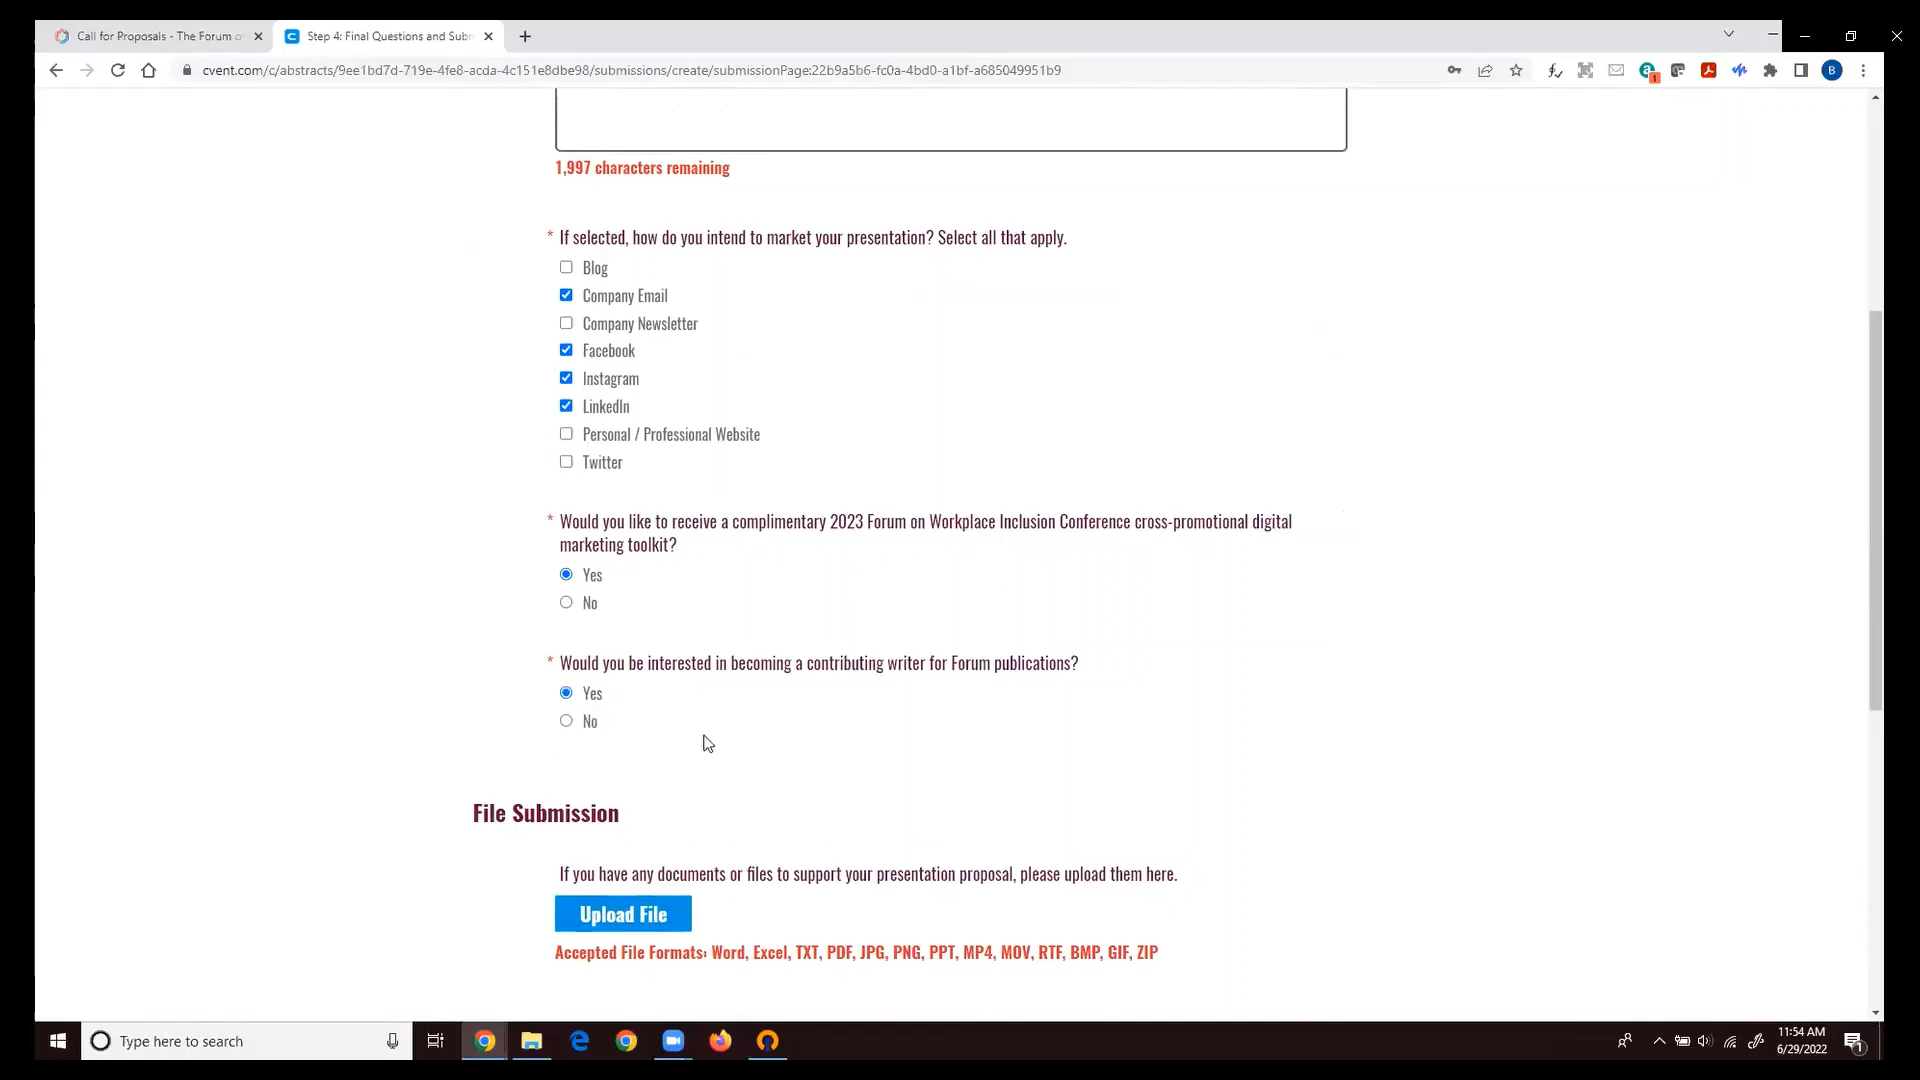 Call for Proposals - The Forum o
Step 4: Final Questions and Subm
cvent.com/c/abstracts/9ee1bd7d-719e-4fe8-acda-4c151e8dbe98/submissions/create/submissionPage:22b9a5b6-fc0a-4bd0-a1bf-a685049951b9
1
B
1,997 characters remaining
* If selected, how do you intend to market your presentation? Select all that apply.
Blog
Company Email
Company Newsletter
Facebook
Instagram
LinkedIn
Personal / Professional Website
Twitter
* Would you like to receive a complimentary 2023 Forum on Workplace Inclusion Conference cross-promotional digital
marketing toolkit?
Yes
No
* Would you be interested in becoming a contributing writer for Forum publications?
Yes
No
File Submission
If you have any documents or files to support your presentation proposal, please upload them here.
Upload File
Accepted File Formats: Word, Excel, TXT, PDF, JPG, PNG, PPT, MP4, MOV, RTF, BMP, GIF, ZIP
Type here to search
11:54 AM
6/29/2022
1